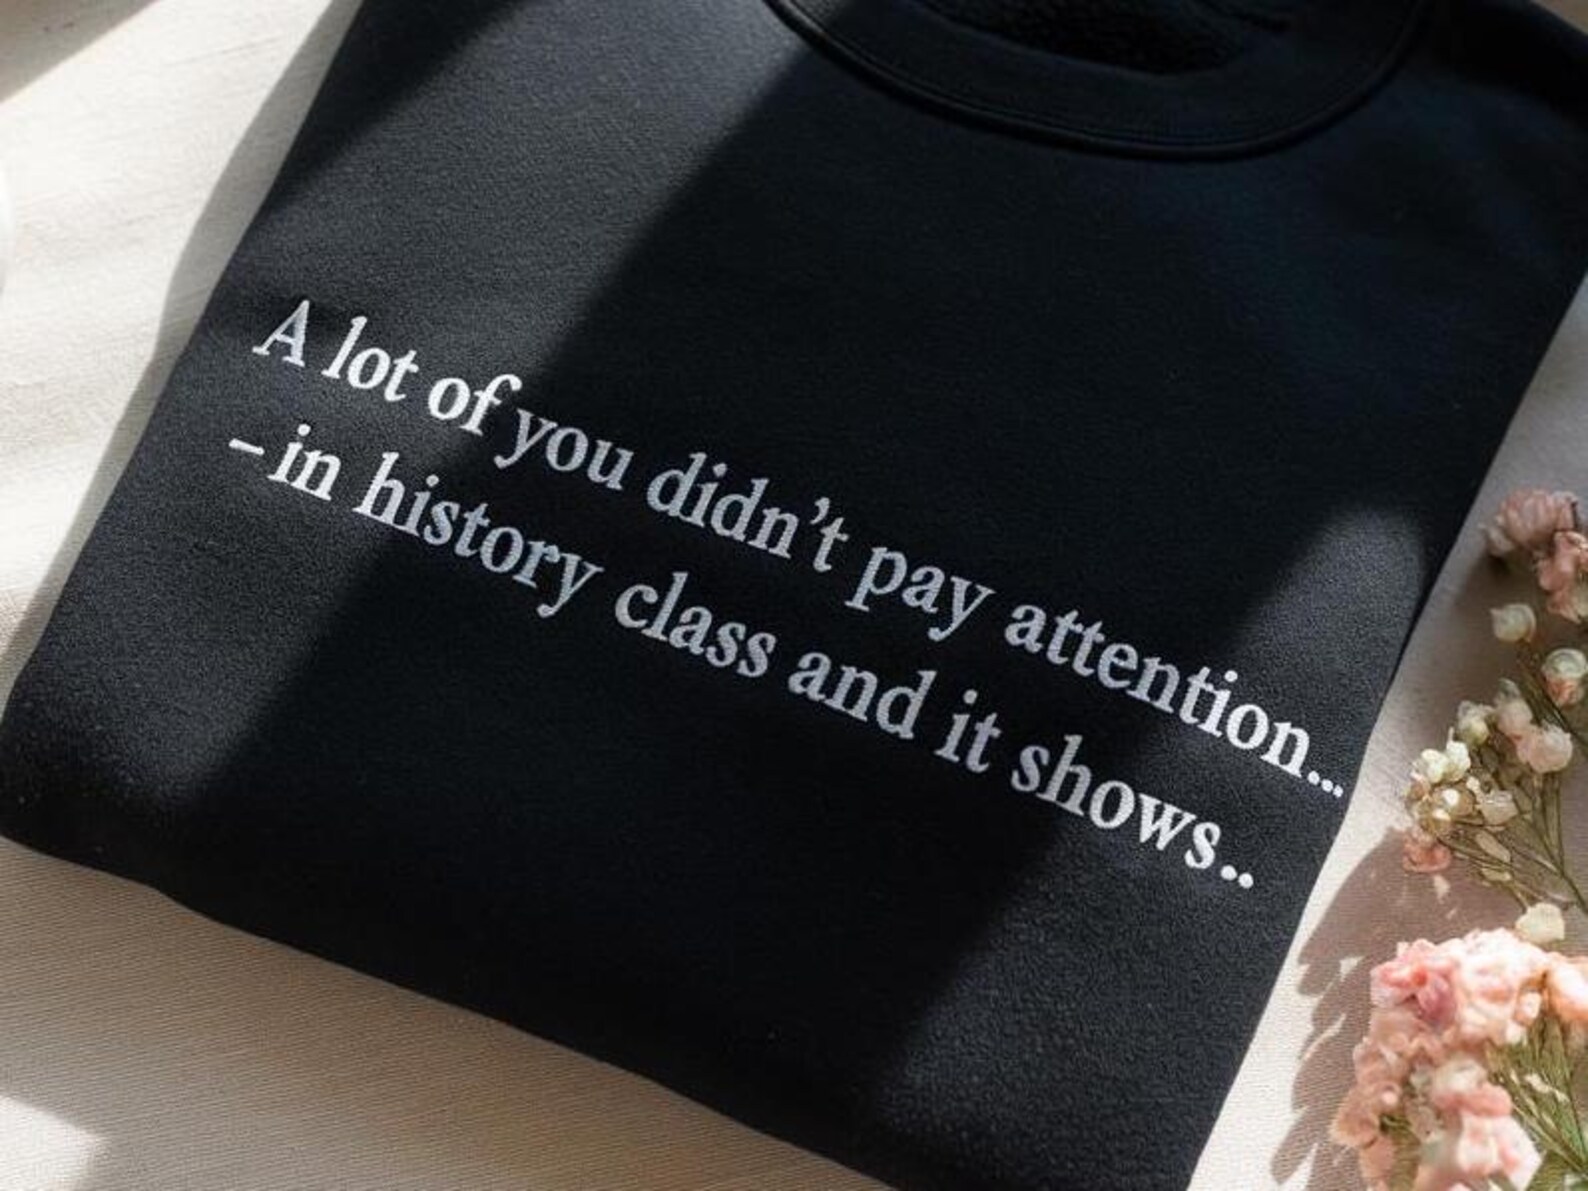 A lot of you didn’t pay attention...
– in history class and it shows..